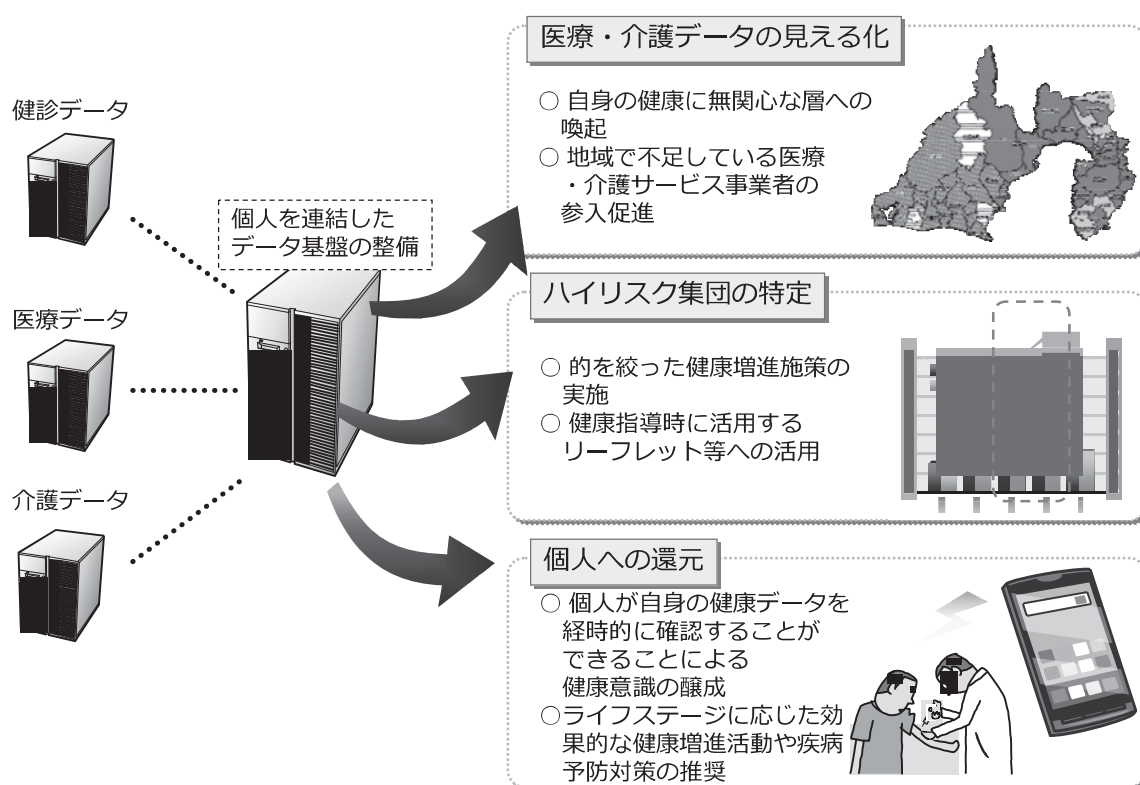 健診データ
医療データ
介護データ
個人を連結した
データ基盤の整備
医療・介護データの見える化
○ 自身の健康に無関心な層への
喚起
○ 地域で不足している医療
・介護サービス事業者の
参入促進
ハイリスク集団の特定
○ 的を絞った健康増進施策の
実施
○ 健康指導時に活用する
リーフレット等への活用
個人への還元
○ 個人が自身の健康データを
経時的に確認することが
できることによる
健康意識の醸成
○ライフステージに応じた効
果的な健康増進活動や疾病
予防対策の推奨